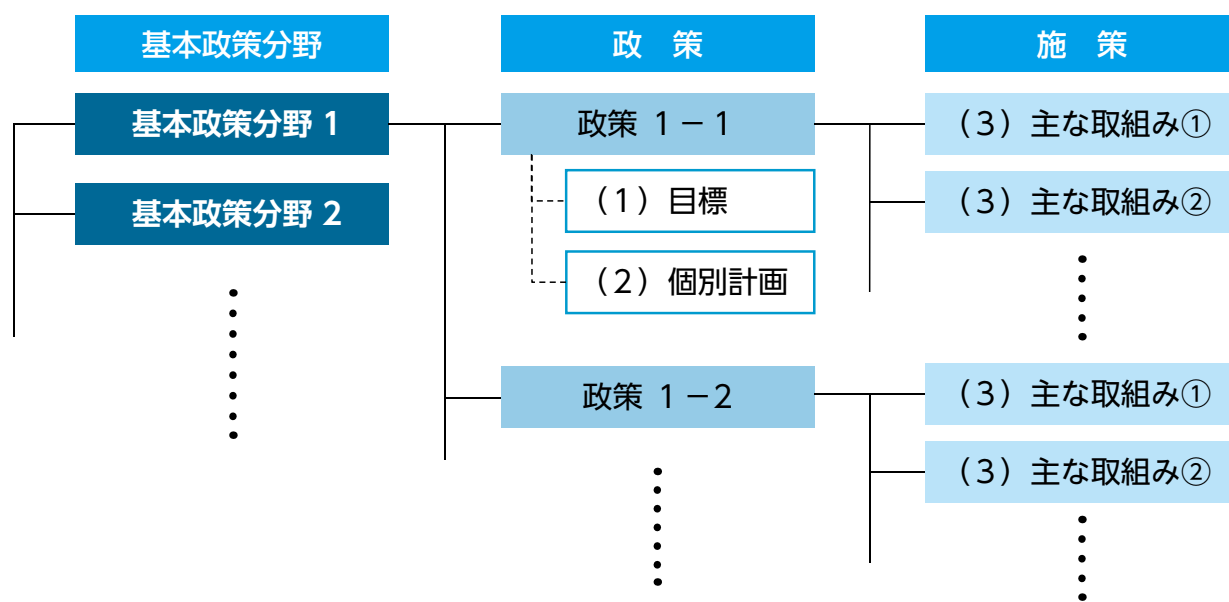 基本政策分野
政　策
施　策
基本政策分野 1
政策 1－1
（3）主な取組み①
基本政策分野 2
（1）目標
（3）主な取組み②
（2）個別計画
政策 1－2
（3）主な取組み①
（3）主な取組み②